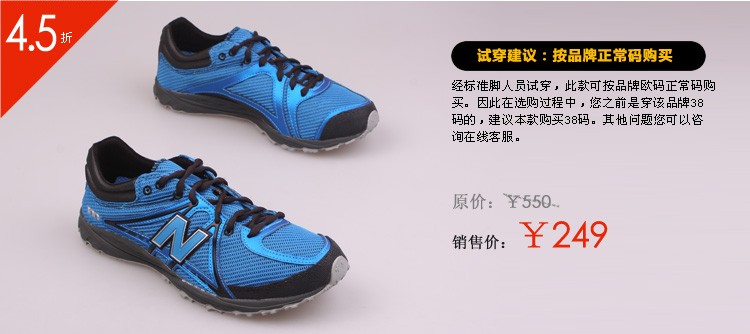 4.5折
试穿建议：按品牌正常码购买
经标准脚人员试穿，此款可按品牌欧码正常码购
买。因此在选购过程中，您之前是穿该品牌38
码的，建议本款购买38码。其他问题您可以咨
询在线客服。
原价：￥550
销售价：￥249
N